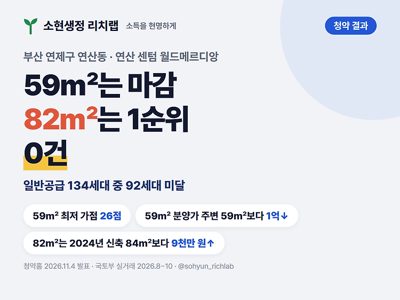 소현생정 리치랩 소득을 현명하게
청약 결과
부산 연제구 연산동 · 연산 센텀 월드메르디앙
59m²는 마감
82m²는 1순위
0건
일반공급 134세대 중 92세대 미달
59m² 최저 가점 26점
59m² 분양가 주변 59m²보다 1억↓
82m²는 2024년 신축 84m²보다 9천만 원↑
청약홈 2026.11.4 발표 · 국토부 실거래 2026.8~10 · @sohyun_richlab